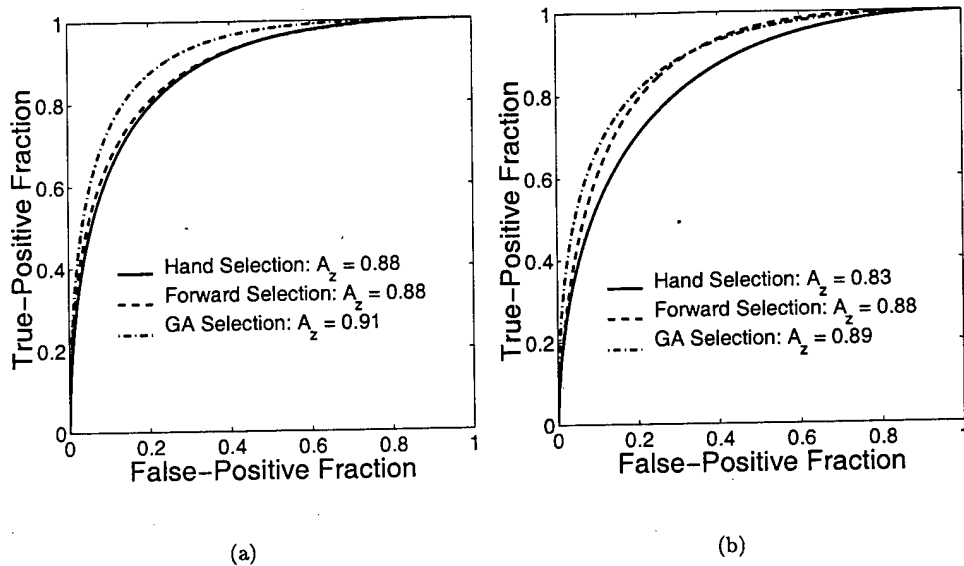 1
0.8
0.6
0.4
0.2
0
True-Positive Fraction
Hand Selection: A_z = 0.88
Forward Selection: A_z = 0.88
GA Selection: A_z = 0.91
0 0.2 0.4 0.6 0.8 1
False-Positive Fraction
(a)
1
0.8
0.6
0.4
0.2
0
True-Positive Fraction
Hand Selection: A_z = 0.83
Forward Selection: A_z = 0.88
GA Selection: A_z = 0.89
0 0.2 0.4 0.6 0.8 1
False-Positive Fraction
(b)